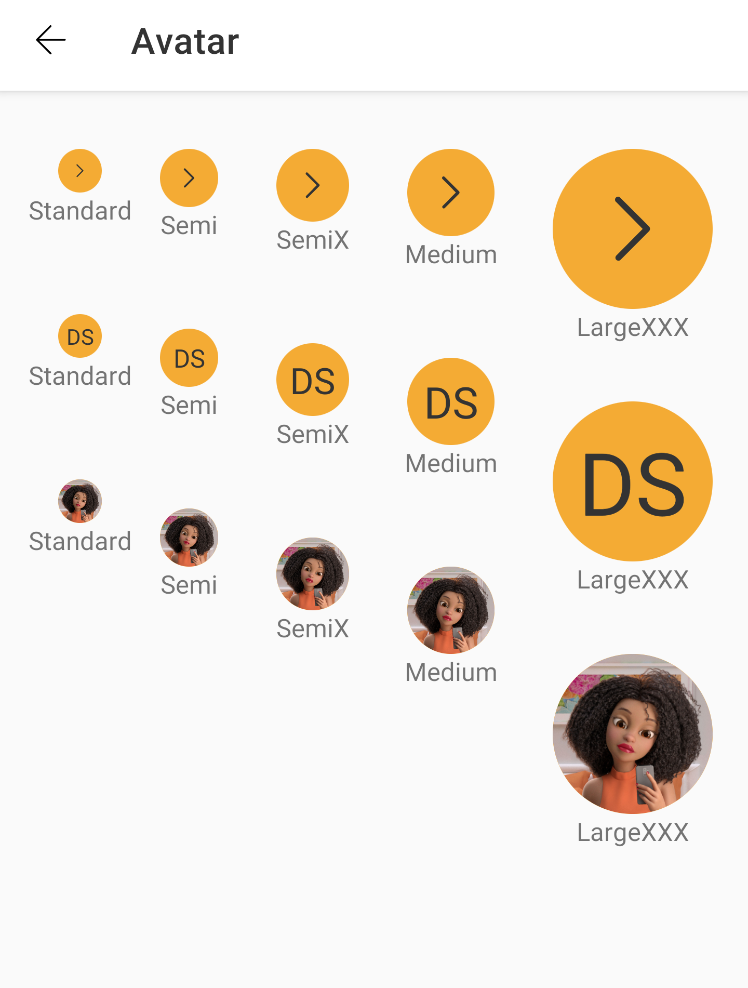 Avatar
Standard
Semi
SemiX
Medium
LargeXXX
DS
Standard
DS
Semi
DS
SemiX
DS
Medium
DS
LargeXXX
Standard
Semi
SemiX
Medium
LargeXXX